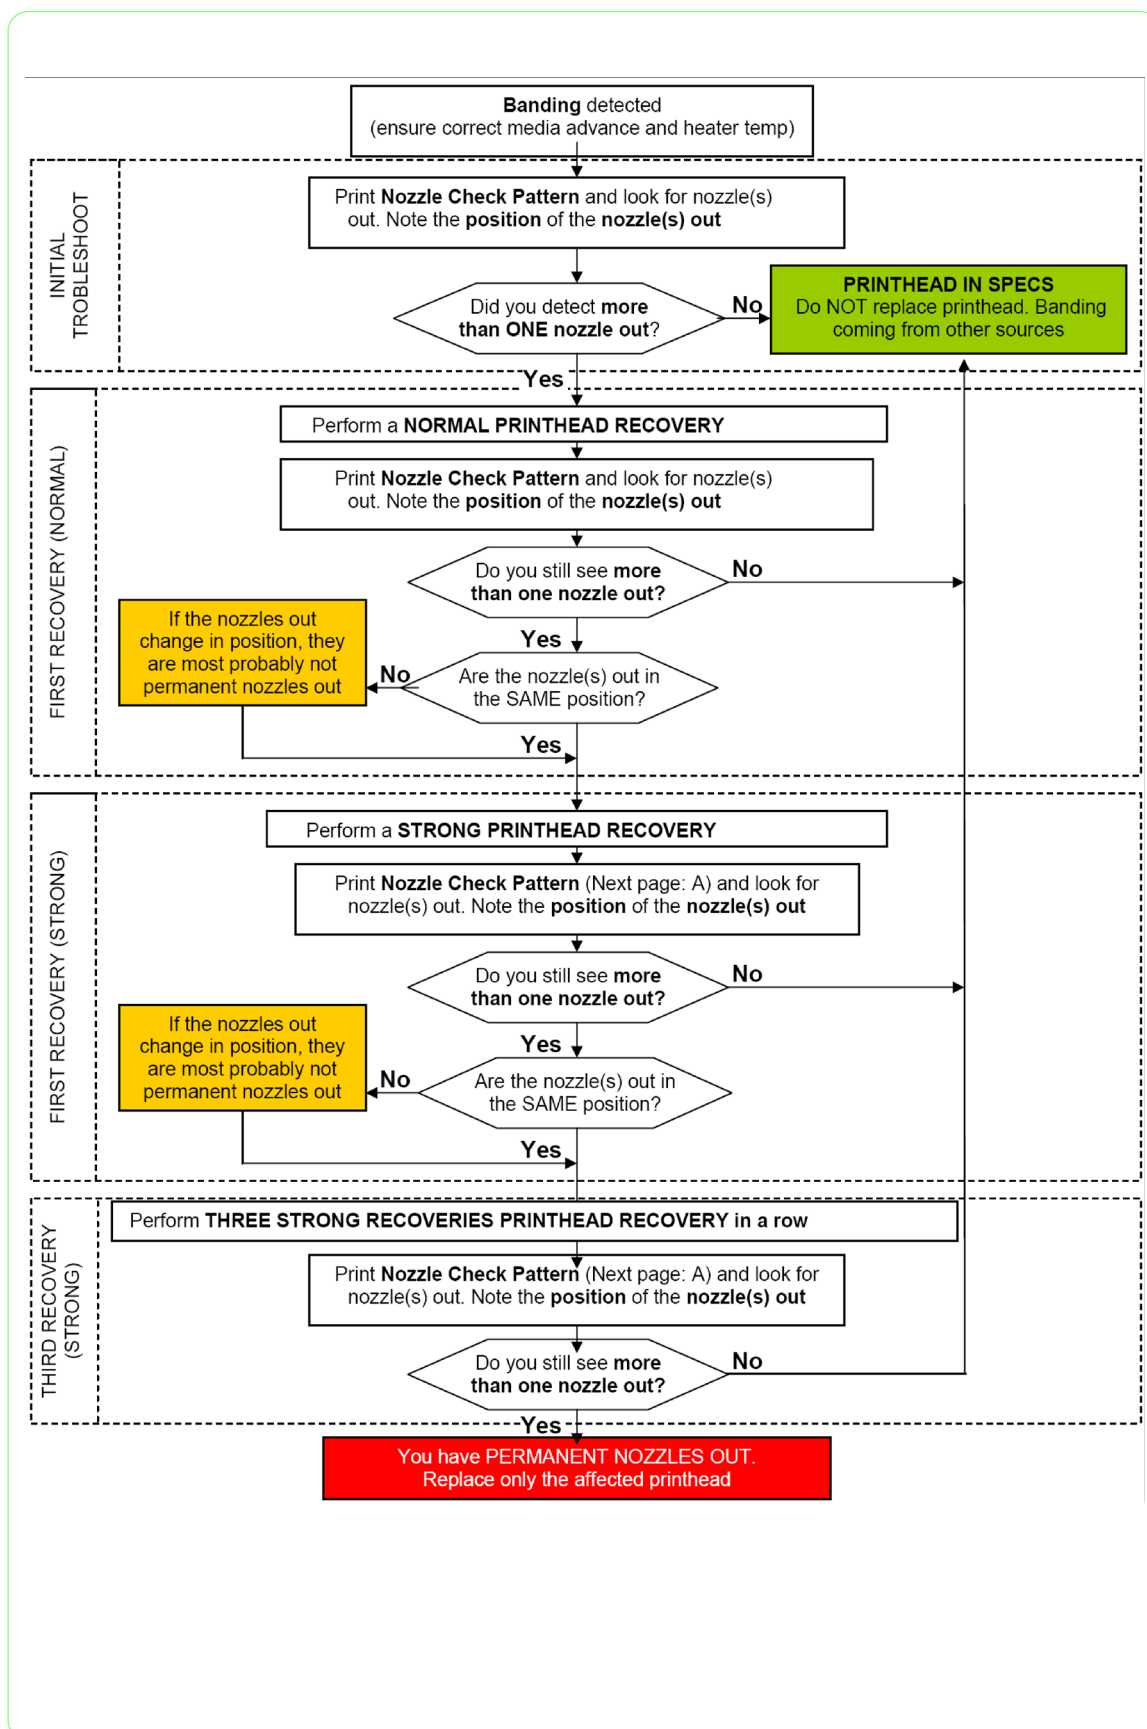 Banding detected
(ensure correct media advance and heater temp)
INITIAL
TROBLESHOOT
Print Nozzle Check Pattern and look for nozzle(s)
out. Note the position of the nozzle(s) out
Did you detect more
than ONE nozzle out?
No
PRINTHEAD IN SPECS
Do NOT replace printhead. Banding
coming from other sources
Yes
FIRST RECOVERY (NORMAL)
Perform a NORMAL PRINTHEAD RECOVERY
Print Nozzle Check Pattern and look for nozzle(s)
out. Note the position of the nozzle(s) out
Do you still see more
than one nozzle out?
No
Yes
If the nozzles out
change in position, they
are most probably not
permanent nozzles out
No
Are the nozzle(s) out in
the SAME position?
Yes
FIRST RECOVERY (STRONG)
Perform a STRONG PRINTHEAD RECOVERY
Print Nozzle Check Pattern (Next page: A) and look for
nozzle(s) out. Note the position of the nozzle(s) out
Do you still see more
than one nozzle out?
No
Yes
If the nozzles out
change in position, they
are most probably not
permanent nozzles out
No
Are the nozzle(s) out in
the SAME position?
Yes
THIRD RECOVERY
(STRONG)
Perform THREE STRONG RECOVERIES PRINTHEAD RECOVERY in a row
Print Nozzle Check Pattern (Next page: A) and look for
nozzle(s) out. Note the position of the nozzle(s) out
Do you still see more
than one nozzle out?
No
Yes
You have PERMANENT NOZZLES OUT.
Replace only the affected printhead